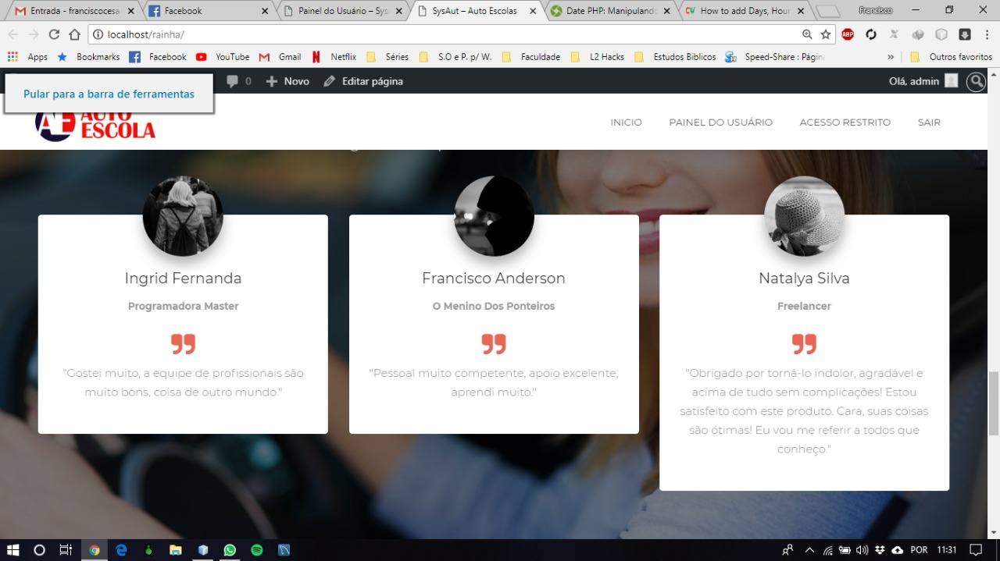 Entrada - franciscocesa
Facebook
Painel do Usuário – Sys
SysAut – Auto Escolas
Date PHP: Manipuland
How to add Days, Hour
Francisco
localhost/rainha/
ABP
Apps
Bookmarks
Facebook
YouTube
Gmail
Netflix
Séries
S.O e P. p/ W.
Faculdade
L2 Hacks
Estudos Biblicos
Speed-Share : Págin
»
Outros favoritos
Pular para a barra de ferramentas
0
Novo
Editar página
Olá, admin
AUTO
ESCOLA
INICIO
PAINEL DO USUÁRIO
ACESSO RESTRITO
SAIR
Ingrid Fernanda
Programadora Master
"Gostei muito, a equipe de profissionais são
muito bons, coisa de outro mundo."
Francisco Anderson
O Menino Dos Ponteiros
"Pessoal muito competente, apoio excelente,
aprendi muito."
Natalya Silva
Freelancer
"Obrigado por torná-lo indolor, agradável e
acima de tudo sem complicações! Estou
satisfeito com este produto. Cara, suas coisas
são ótimas! Eu vou me referir a todos que
conheço."
POR
11:31